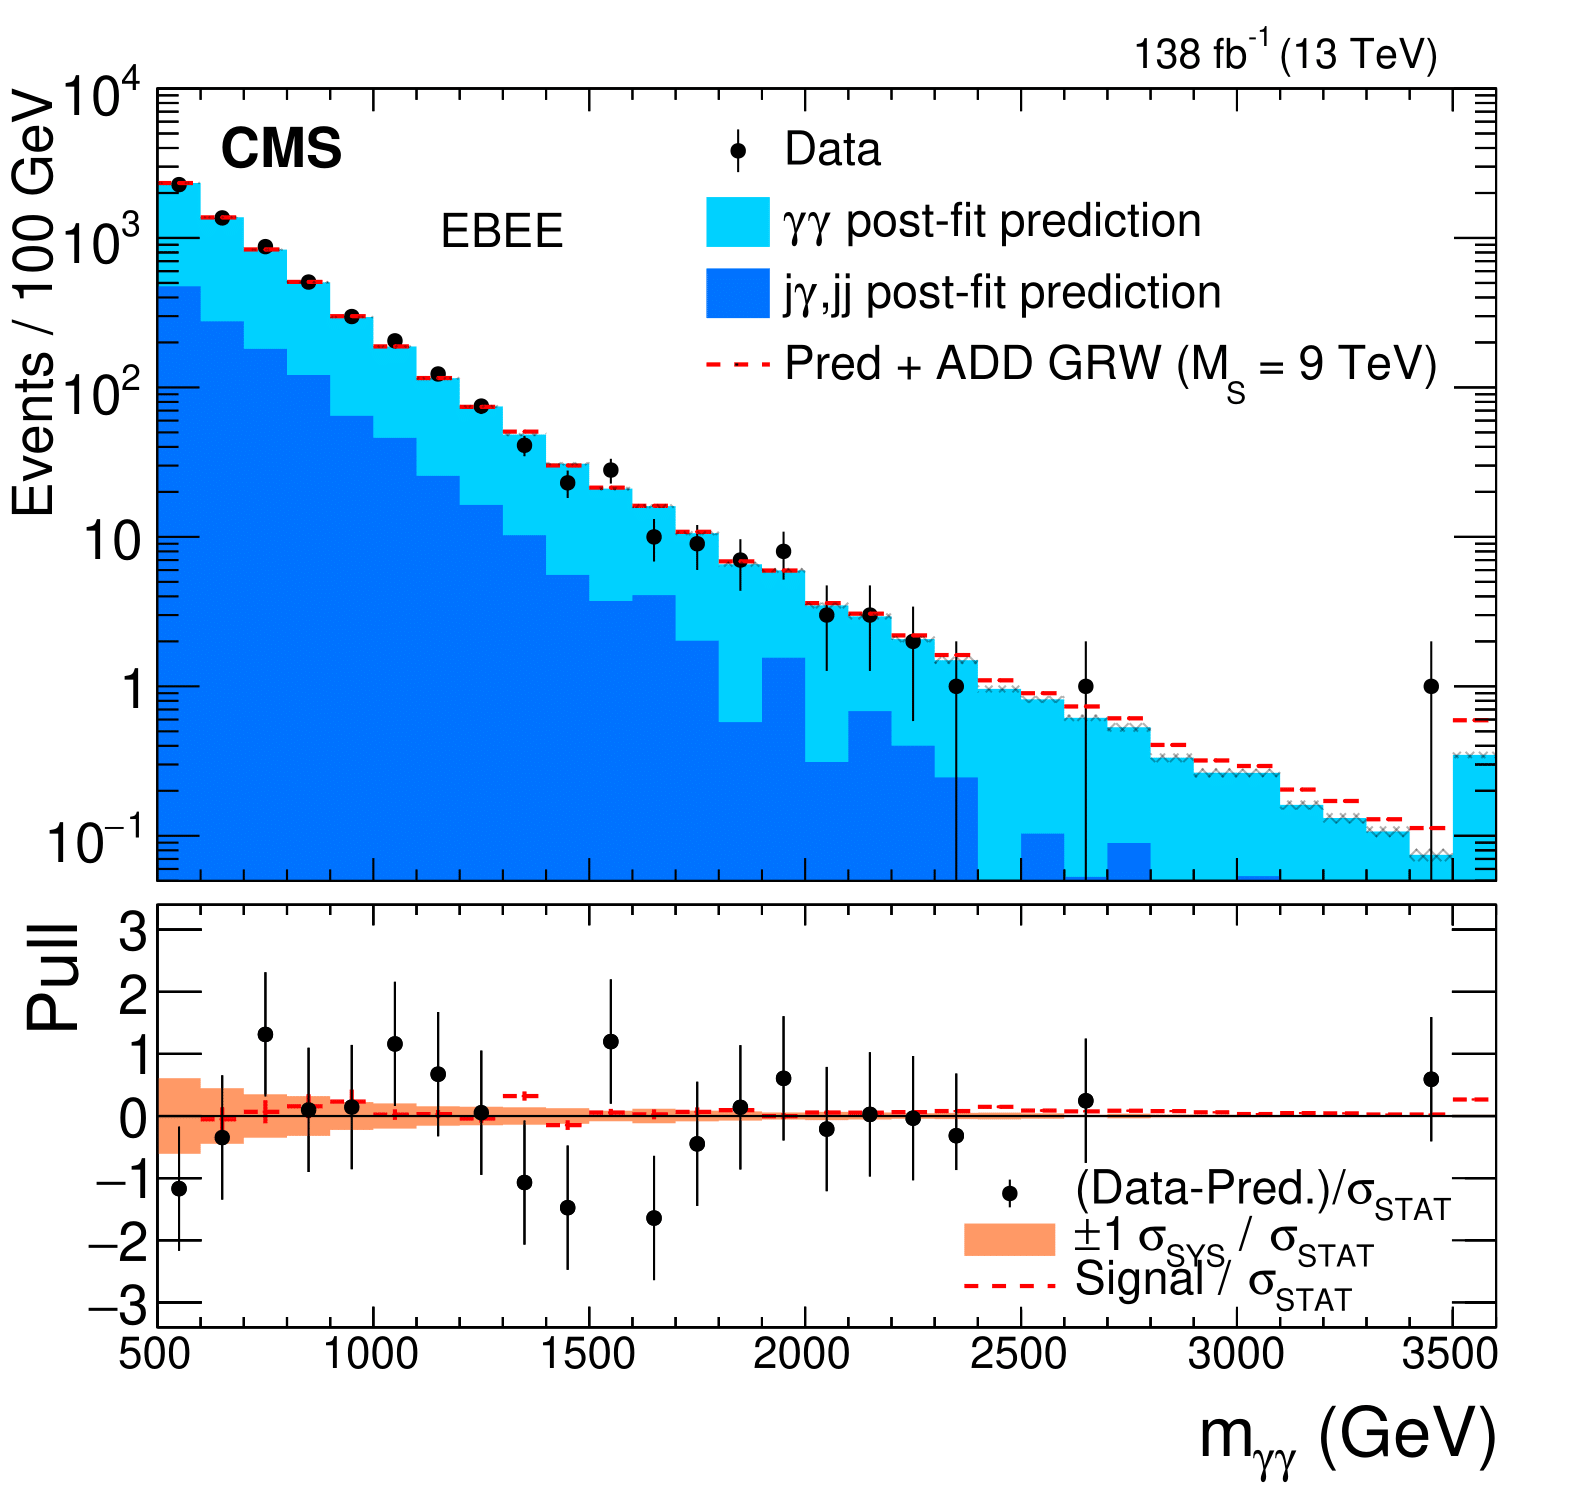 138 fb⁻¹ (13 TeV)
CMS
EBEE
Data
γγ post-fit prediction
jγ,jj post-fit prediction
Pred + ADD GRW (M_S = 9 TeV)
Events / 100 GeV
10⁴
10³
10²
10
1
10⁻¹
Pull
3
2
1
0
−1
−2
−3
(Data-Pred.)/σ_STAT
±1 σ_SYS / σ_STAT
Signal / σ_STAT
500 1000 1500 2000 2500 3000 3500
m_γγ (GeV)